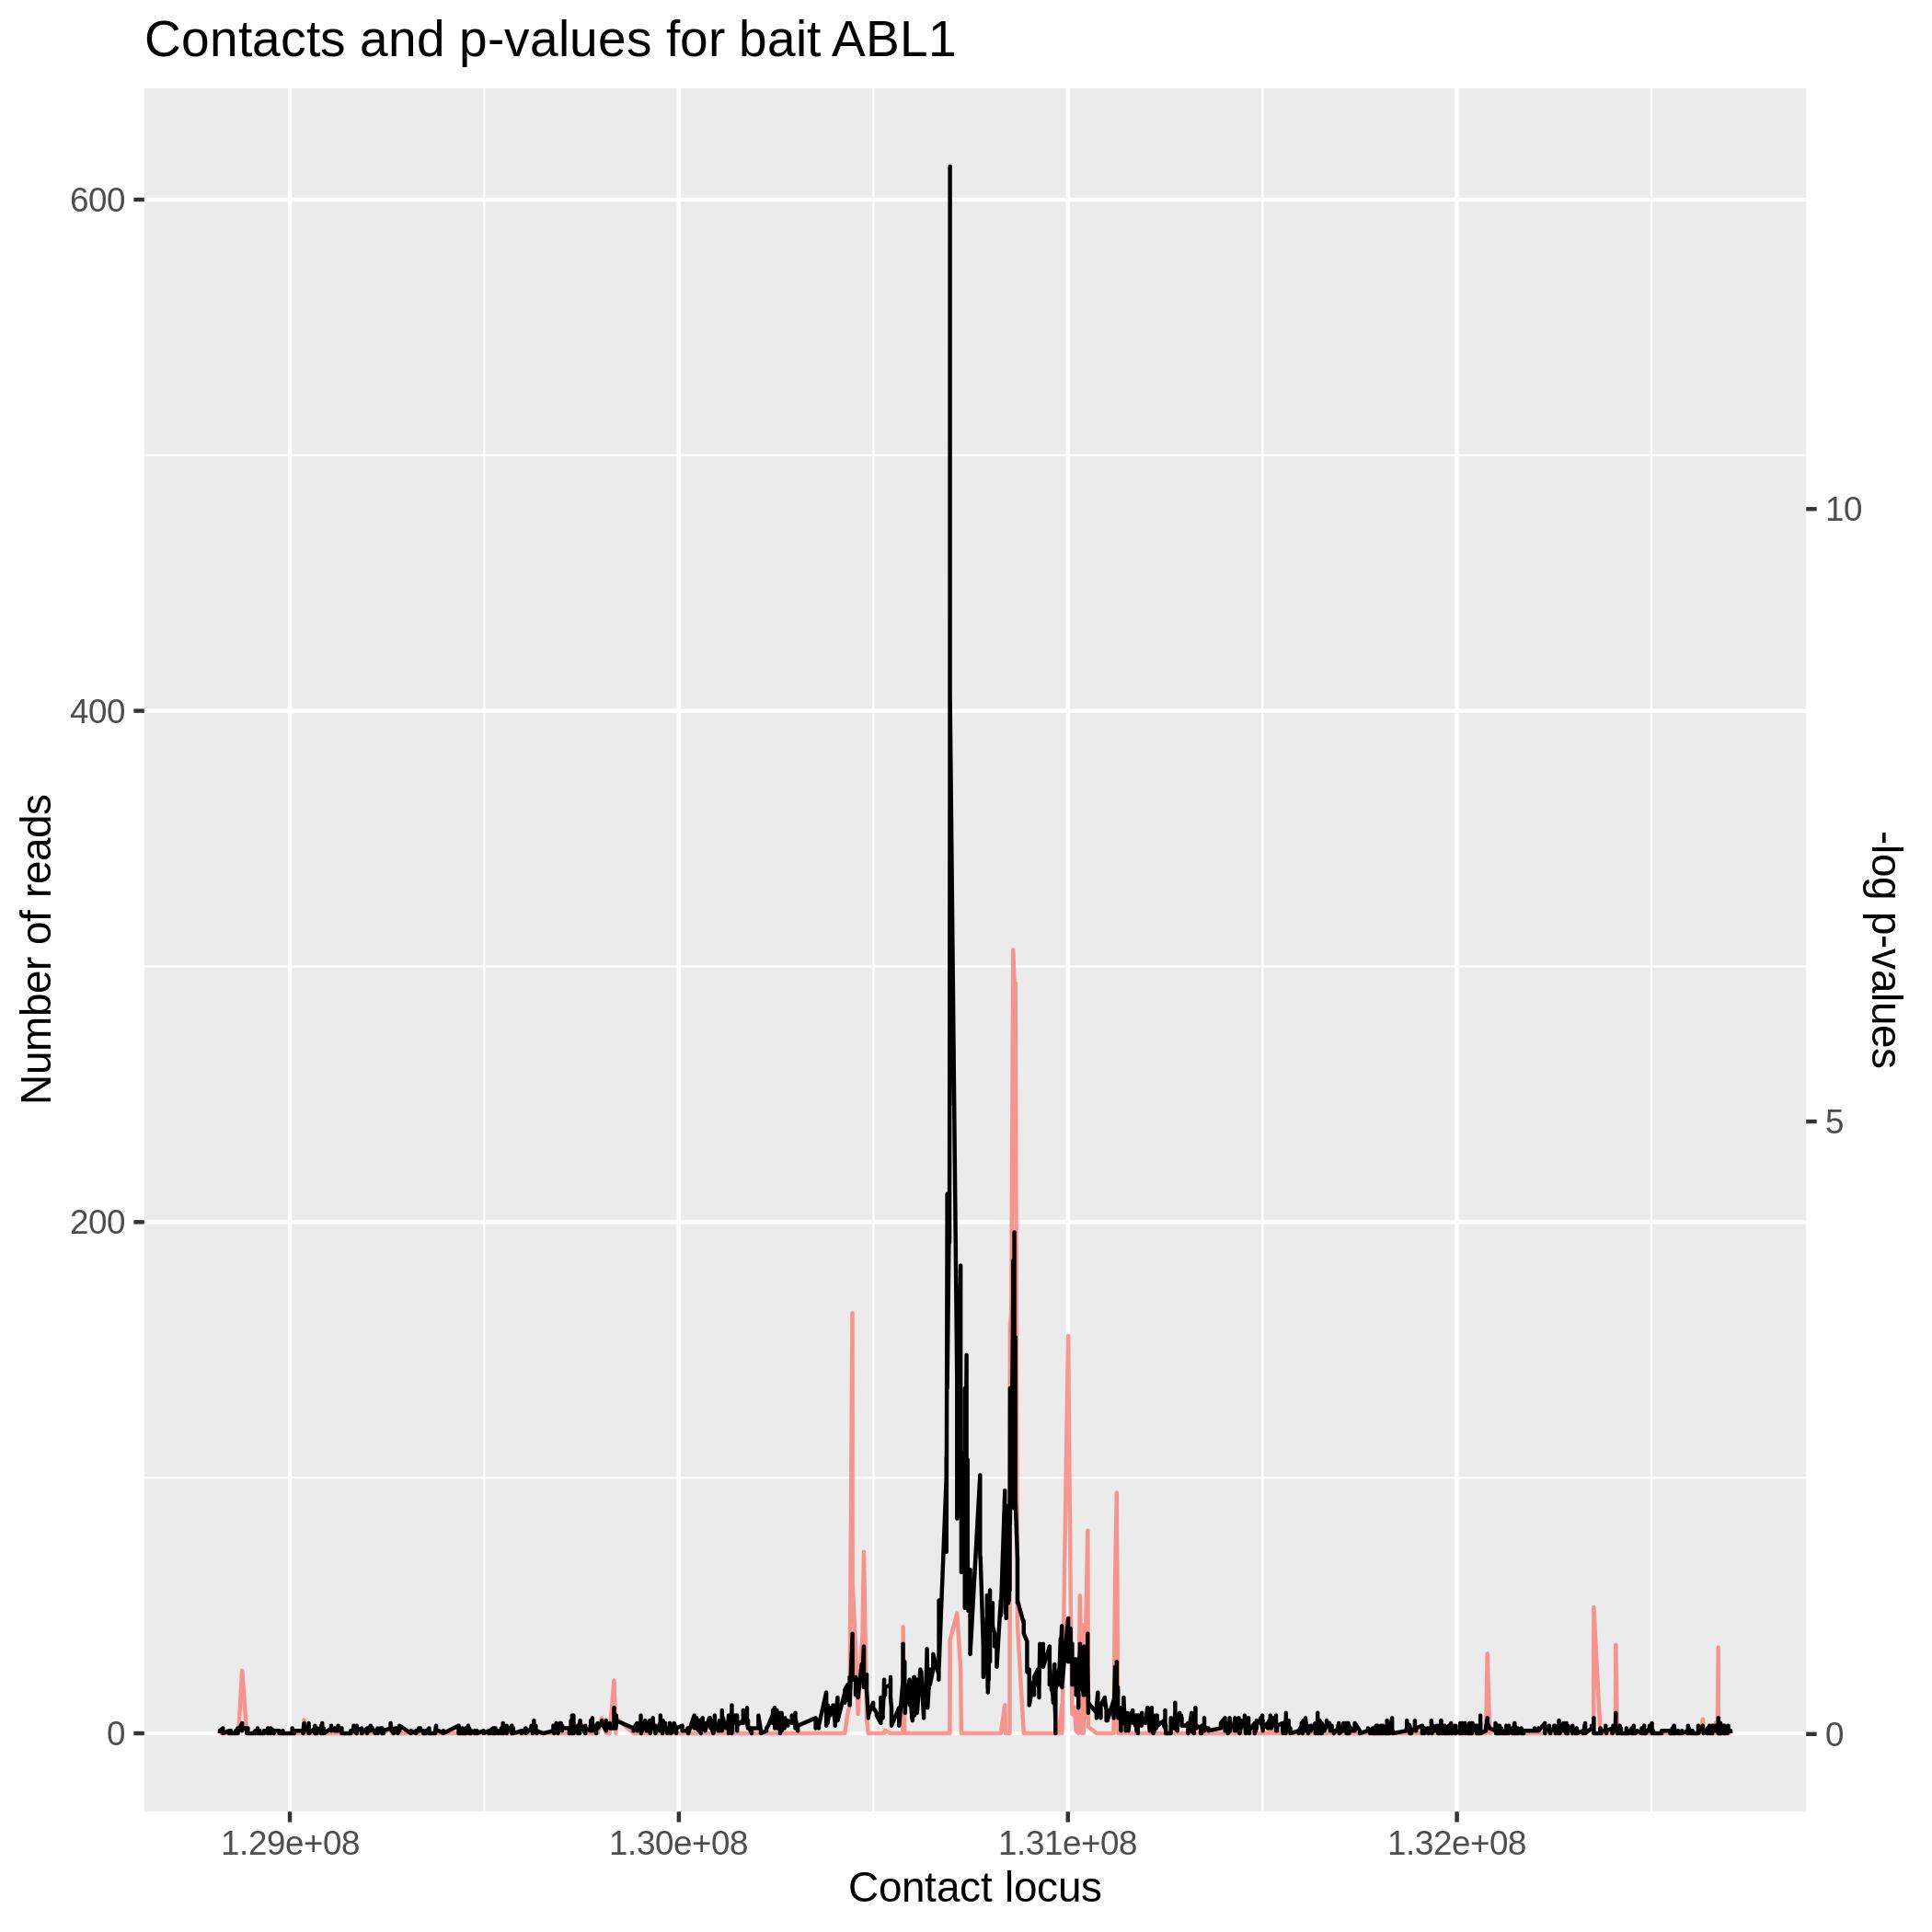 Contacts and p-values for bait ABL1
600
400
200
0
Number of reads
10
5
0
-log p-values
1.29e+08
1.30e+08
1.31e+08
1.32e+08
Contact locus